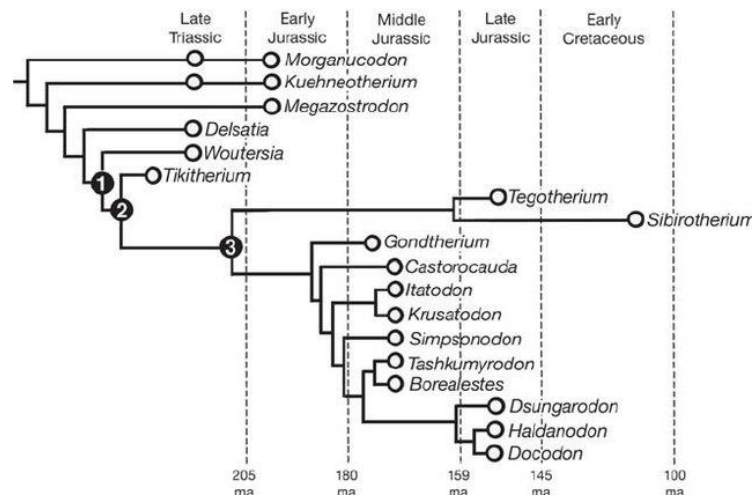 Late Triassic
Early Jurassic
Middle Jurassic
Late Jurassic
Early Cretaceous
Morganucodon
Kuehneotherium
Megazostrodon
Delsatia
Woutersia
1
Tikitherium
2
Tegotherium
Sibirotherium
3
Gondtherium
Castorocauda
Itatodon
Krusatodon
Simpsonodon
Tashkumyrodon
Borealestes
Dsungarodon
Haldanodon
Docodon
205 ma
180 ma
159 ma
145 ma
100 ma